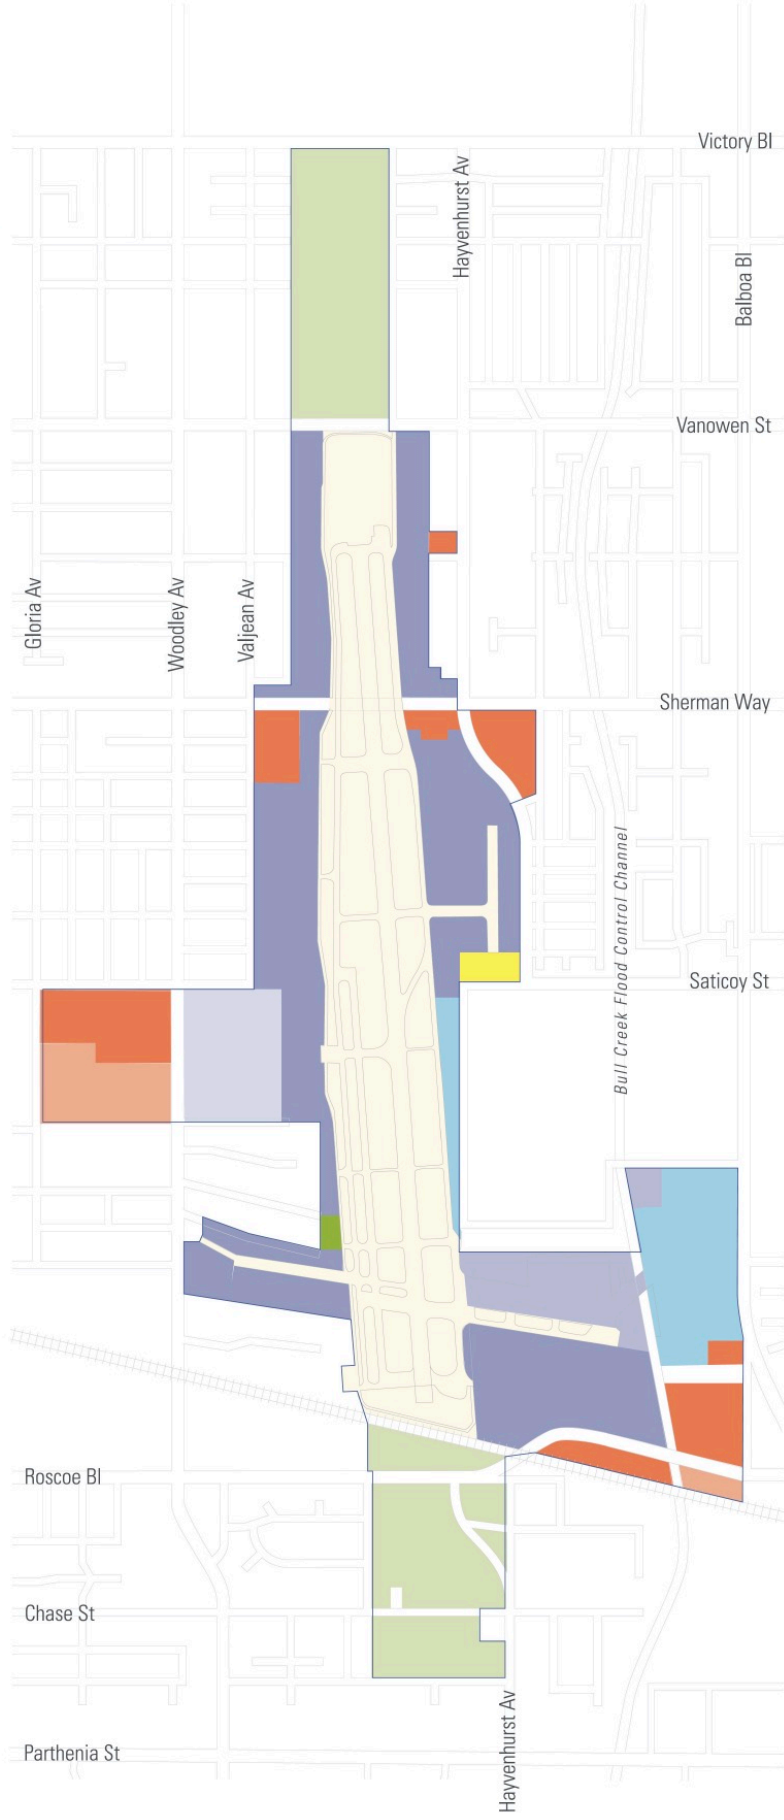 Victory Bl
Hayvenhurst Av
Balboa Bl
Vanowen St
Gloria Av
Woodley Av
Valjean Av
Sherman Way
Bull Creek Flood Control Channel
Saticoy St
Roscoe Bl
Chase St
Hayvenhurst Av
Parthenia St